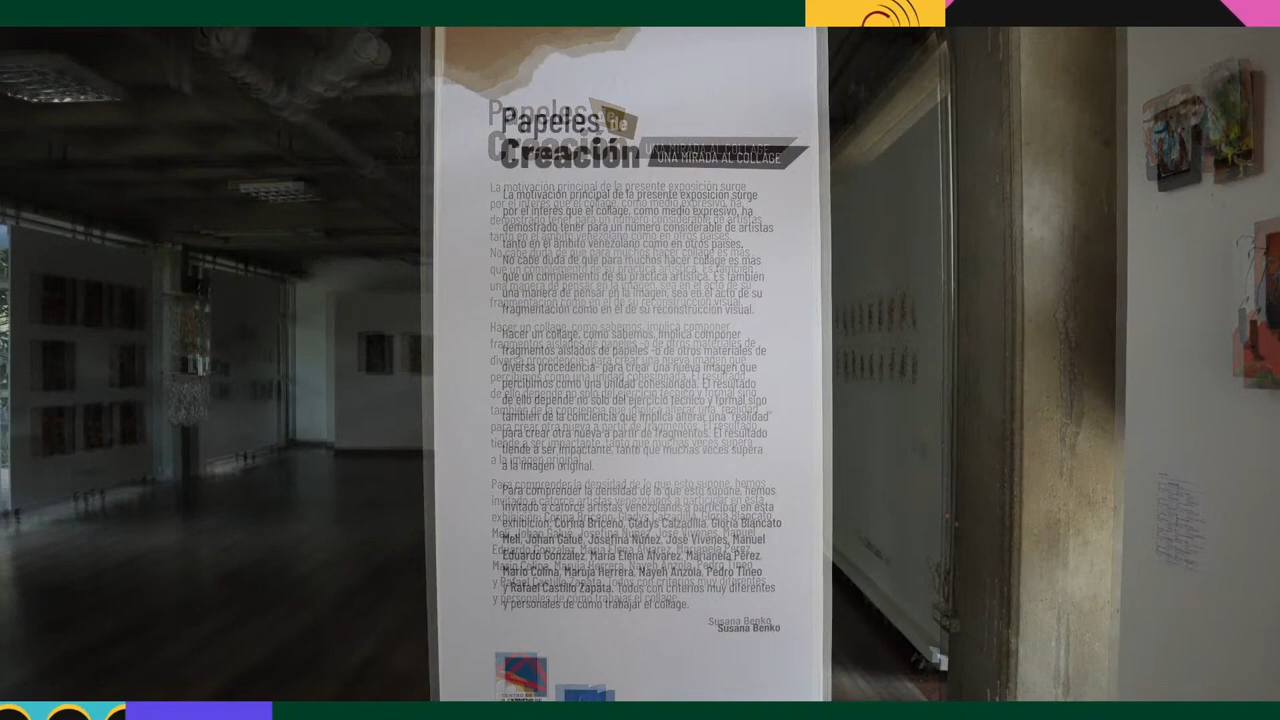 Papeles de
Creación UNA MIRADA AL COLLAGE
La motivación principal de la presente exposición surge
por el interés que el collage, como medio expresivo, ha
demostrado tener para un número considerable de artistas
tanto en el ámbito venezolano como en otros países.
No cabe duda de que para muchos hacer collage es más
que un complemento de su práctica artística. Es también
una manera de pensar en la imagen, sea en el acto de su
fragmentación como en el de su reconstrucción visual.
Hacer un collage, como sabemos, implica componer
fragmentos aislados de papeles -o de otros materiales de
diversa procedencia- para crear una nueva imagen que
percibimos como una unidad cohesionada. El resultado
de ello depende no solo del ejercicio técnico y formal sino
también de la conciencia que implica alterar una "realidad"
para crear otra nueva a partir de fragmentos. El resultado
tiende a ser impactante, tanto que muchas veces supera
a la imagen original.
Para comprender la densidad de lo que esto supone, hemos
invitado a catorce artistas venezolanos a participar en esta
exhibición: Corina Briceño, Gladys Calzadilla, Gloria Blancato
Mell, Johan Galue, Josefina Núñez, José Vivenes, Manuel
Eduardo González, María Elena Álvarez, Marianela Pérez,
Mario Colina, Maruja Herrera, Nayeh Anzola, Pedro Tineo
y Rafael Castillo Zapata. Todos con criterios muy diferentes
y personales de cómo trabajar el collage.
Susana Benko